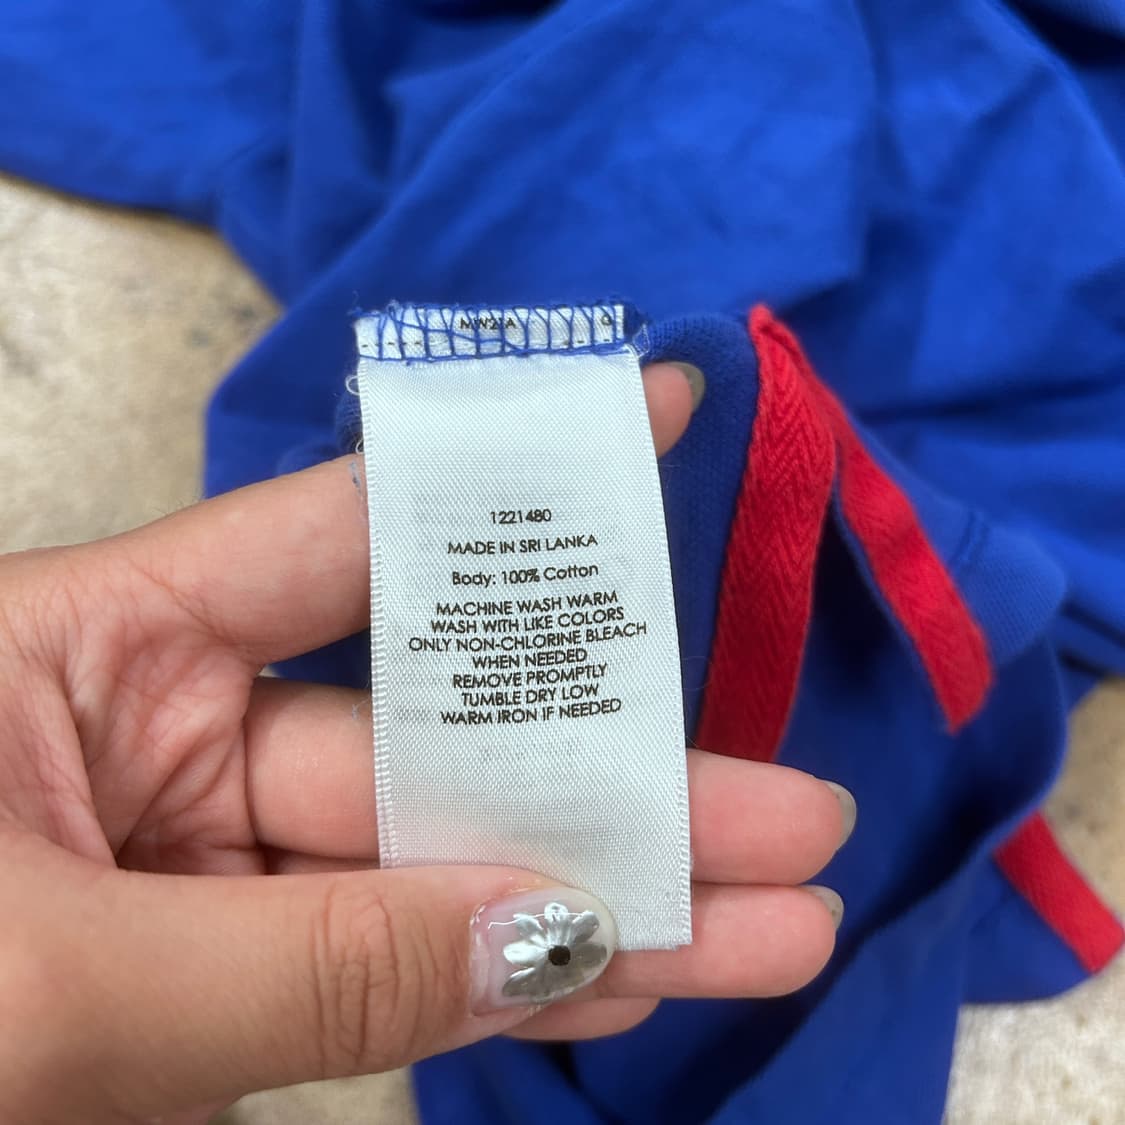 1221480
MADE IN SRI LANKA
Body: 100% Cotton
MACHINE WASH WARM
WASH WITH LIKE COLORS
ONLY NON-CHLORINE BLEACH
WHEN NEEDED
REMOVE PROMPTLY
TUMBLE DRY LOW
WARM IRON IF NEEDED